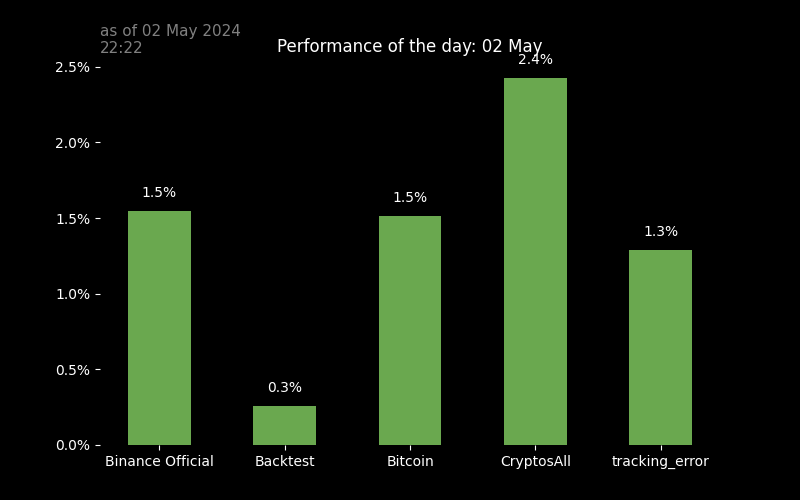 as of 02 May 2024
22:22
Performance of the day: 02 May
2.5%
2.0%
1.5%
1.0%
0.5%
0.0%
1.5%
0.3%
1.5%
2.4%
1.3%
Binance Official
Backtest
Bitcoin
CryptosAll
tracking_error